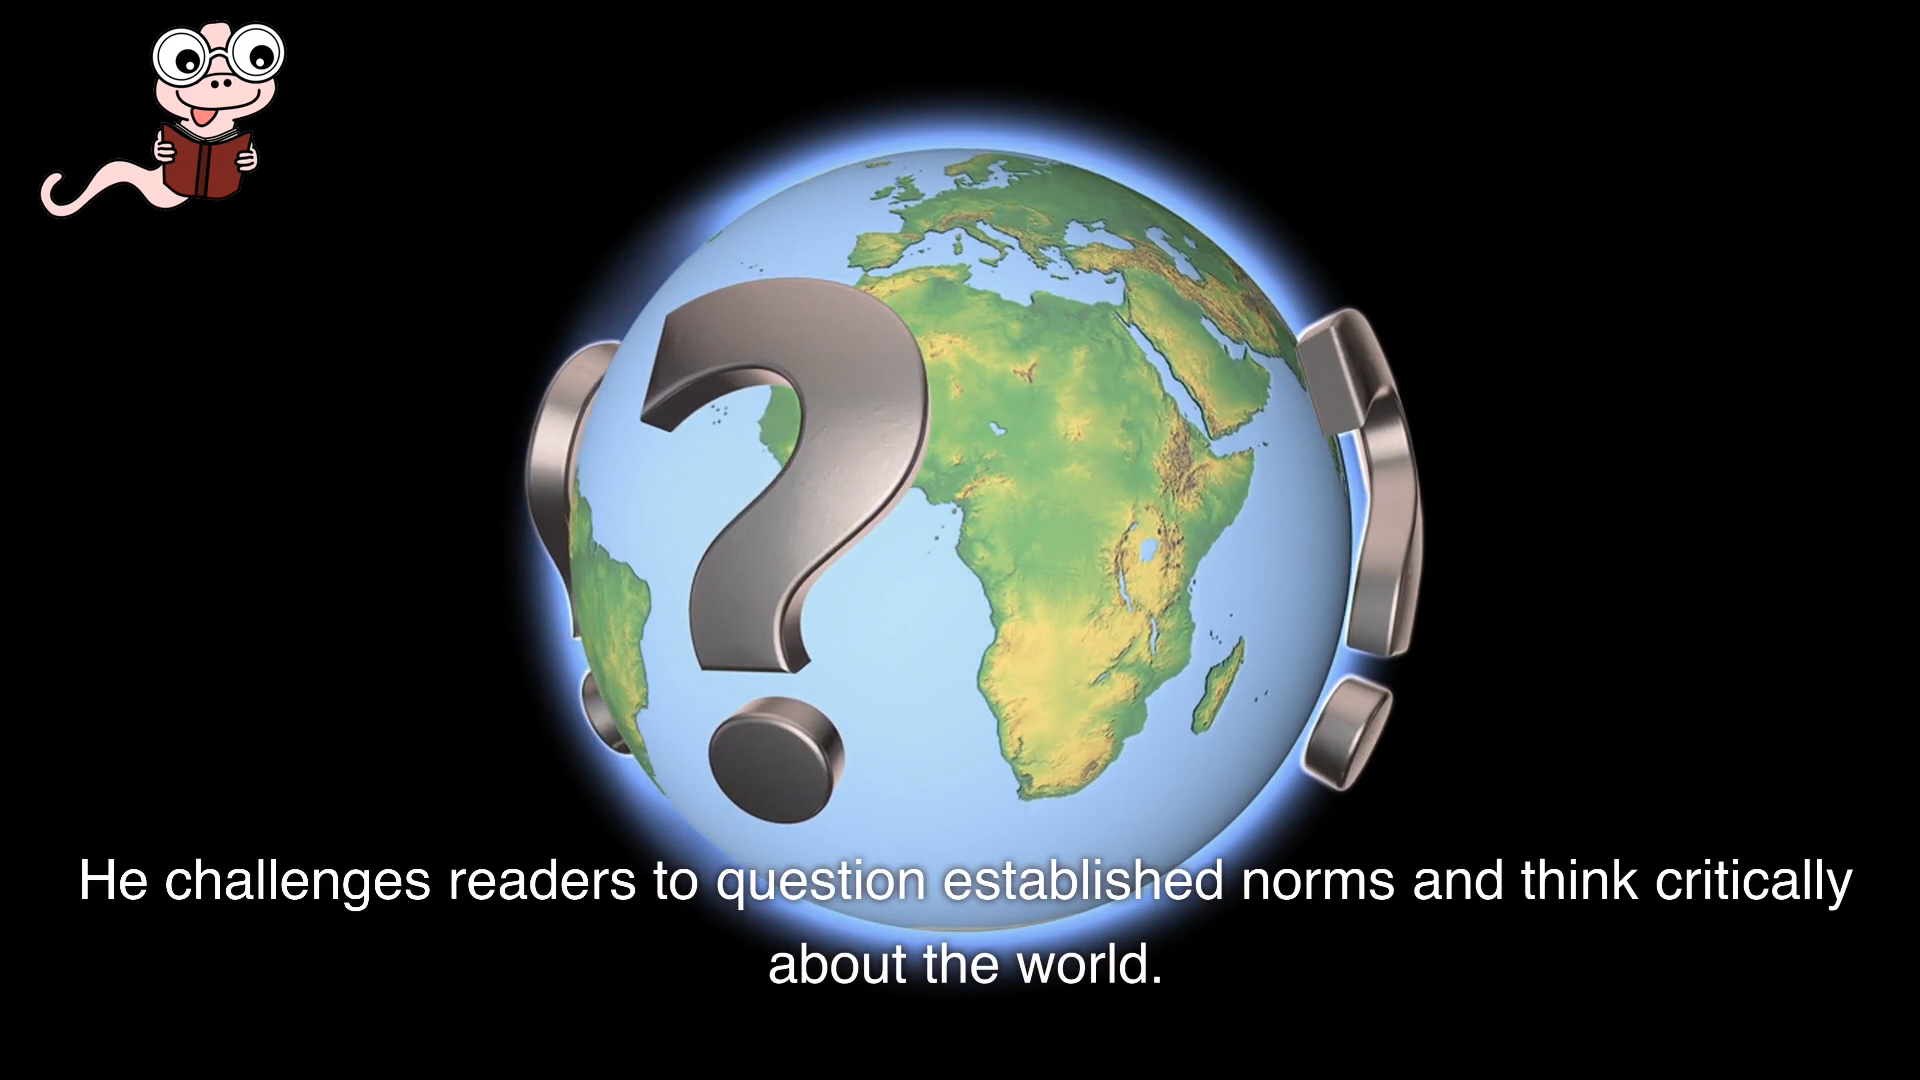 He challenges readers to question established norms and think critically
about the world.